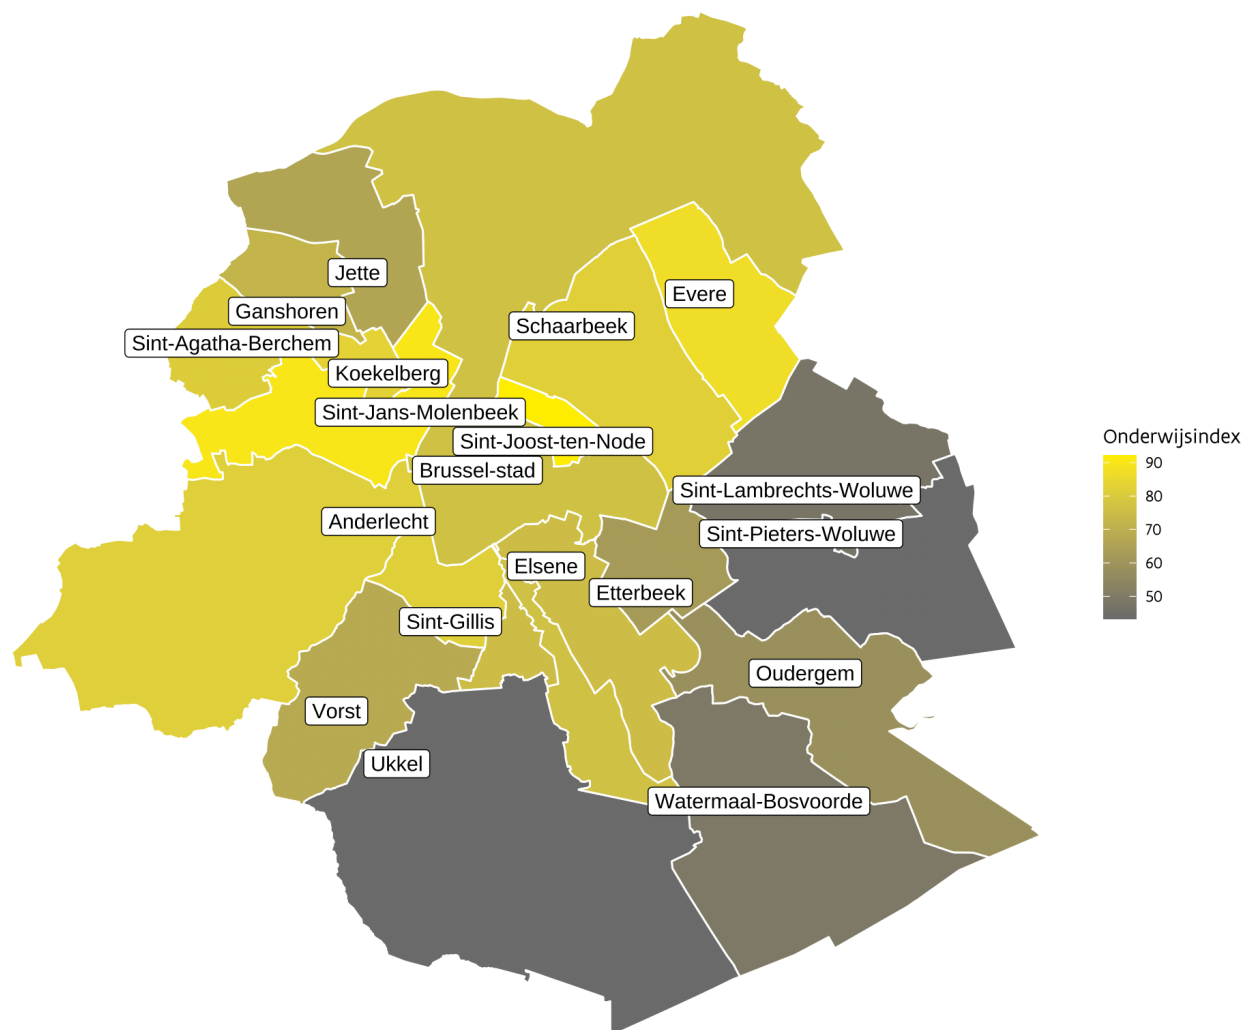 Jette
Evere
Ganshoren
Schaarbeek
Sint-Agatha-Berchem
Koekelberg
Sint-Jans-Molenbeek
Sint-Joost-ten-Node
Brussel-stad
Sint-Lambrechts-Woluwe
Anderlecht
Sint-Pieters-Woluwe
Elsene
Etterbeek
Sint-Gillis
Oudergem
Vorst
Ukkel
Watermaal-Bosvoorde
Onderwijsindex
90
80
70
60
50